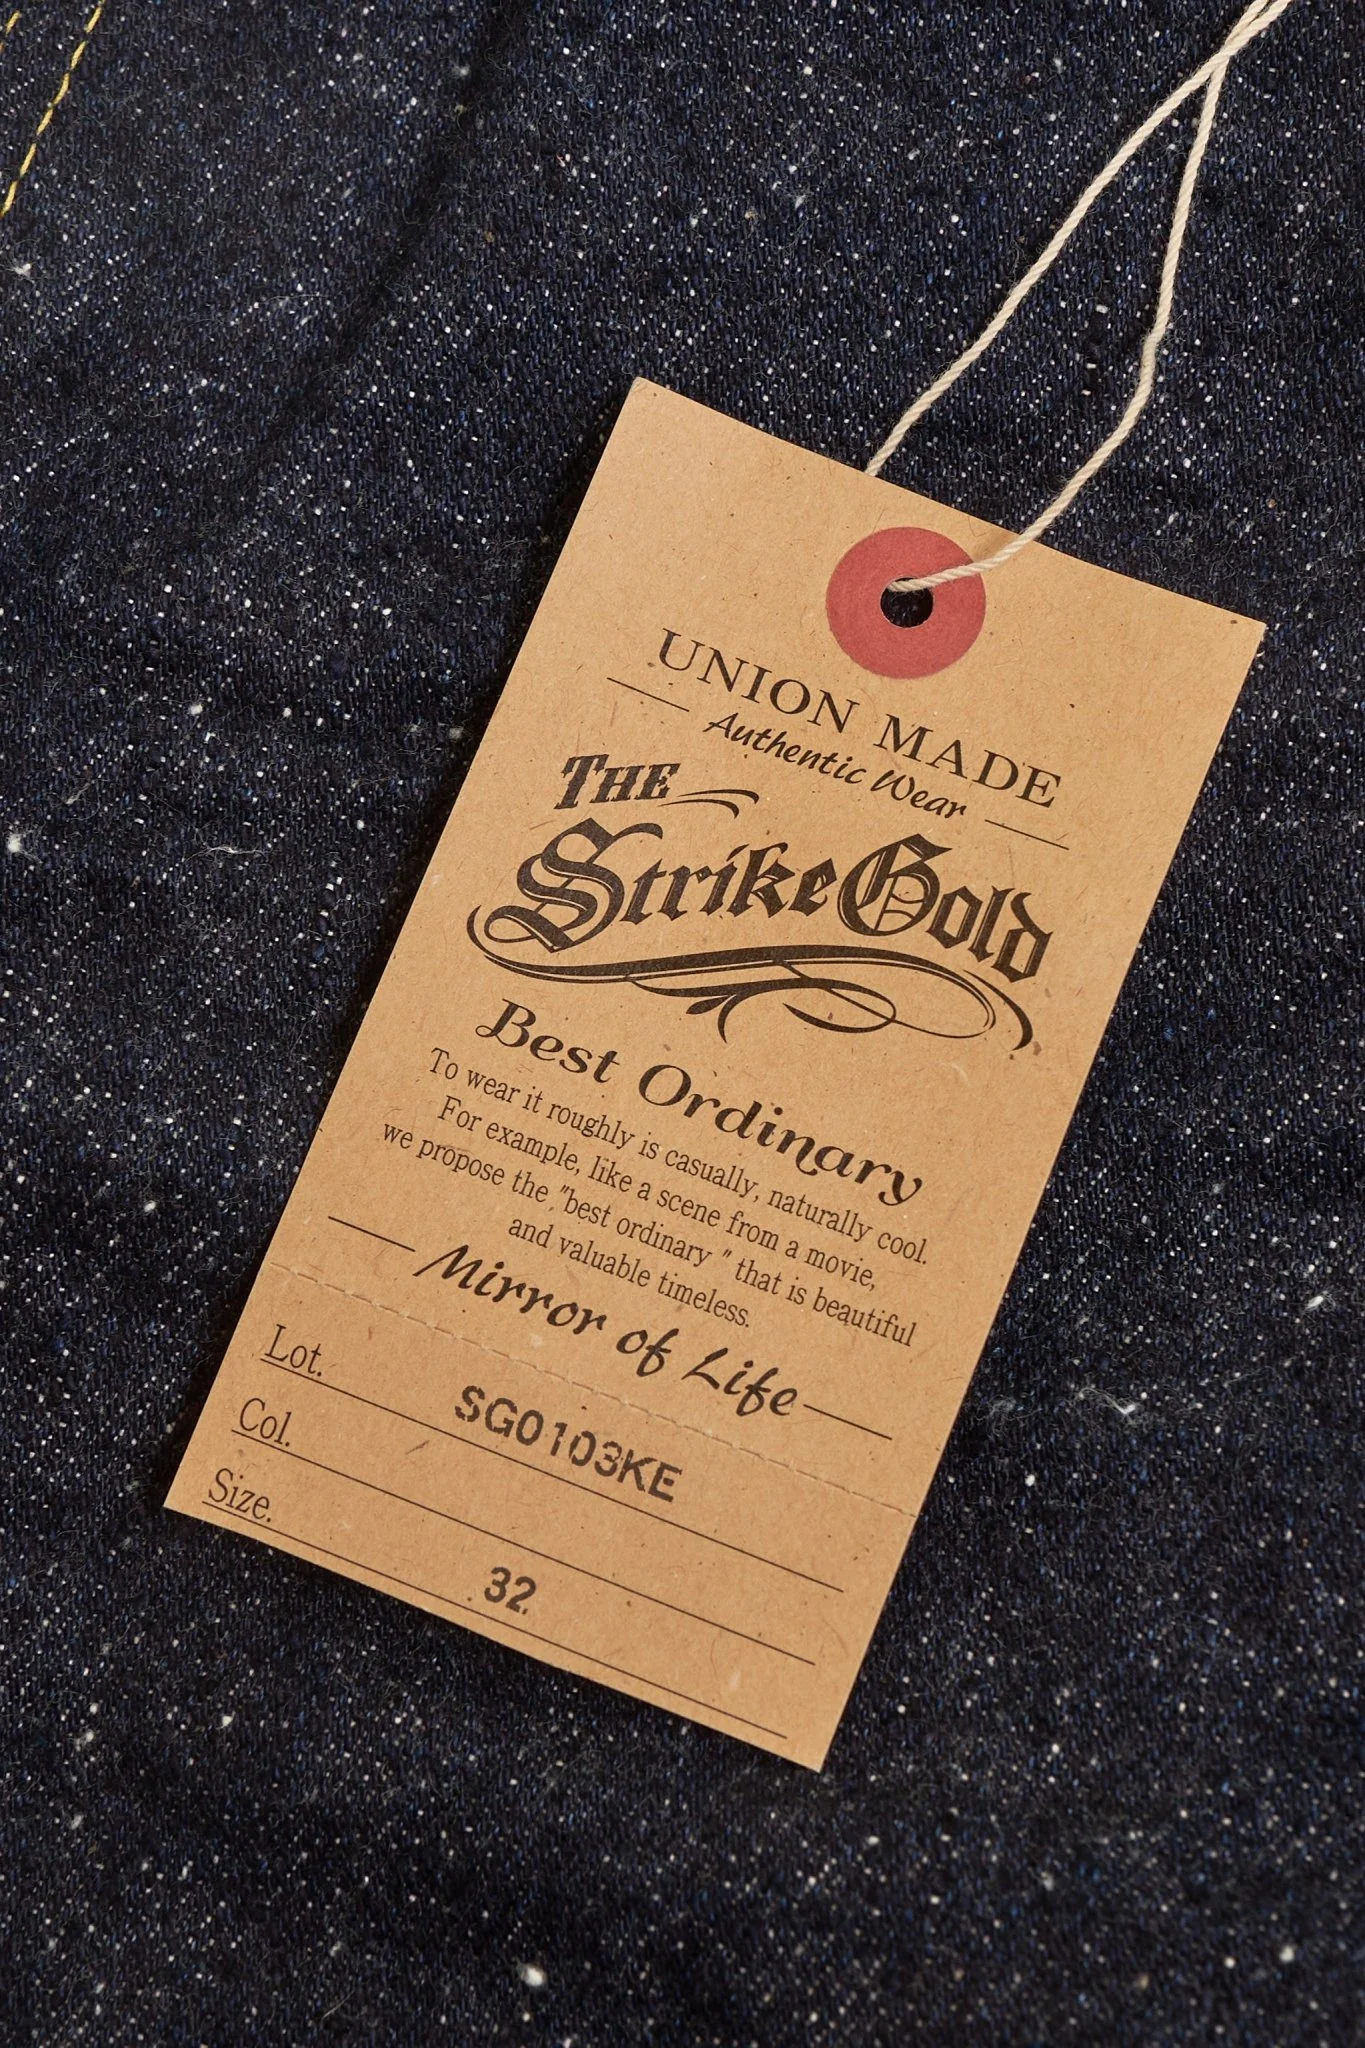 UNION MADE
Authentic Wear
THE
StrikeGold
Best Ordinary
To wear it roughly is casually, naturally cool.
For example, like a scene from a movie,
we propose the "best ordinary " that is beautiful
and valuable timeless.
Mirror of Life
Lot. SG0103KE
Col.
Size. 32